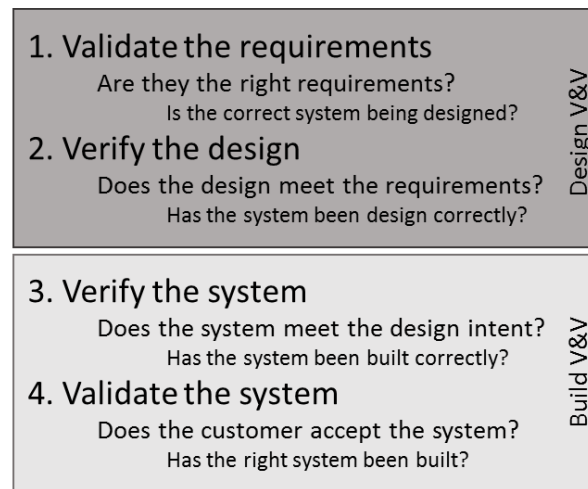 1. Validate the requirements
Are they the right requirements?
Is the correct system being designed?
2. Verify the design
Does the design meet the requirements?
Has the system been design correctly?
Design V&V
3. Verify the system
Does the system meet the design intent?
Has the system been built correctly?
4. Validate the system
Does the customer accept the system?
Has the right system been built?
Build V&V